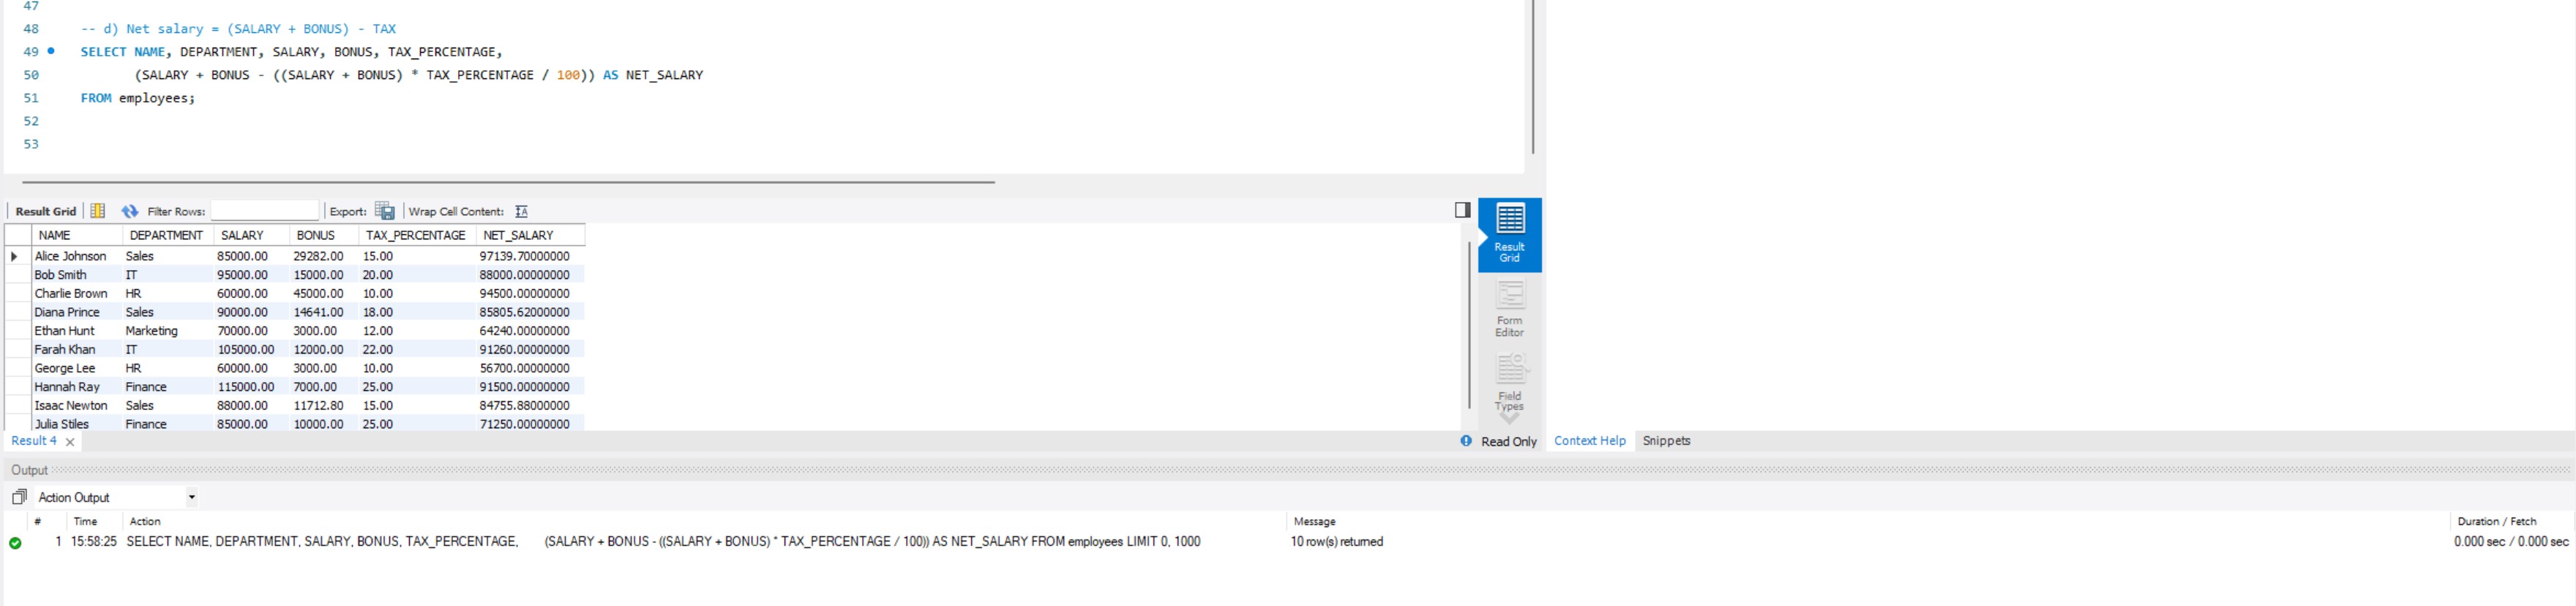 47
48 -- d) Net salary = (SALARY + BONUS) - TAX
49 SELECT NAME, DEPARTMENT, SALARY, BONUS, TAX_PERCENTAGE,
50 (SALARY + BONUS - ((SALARY + BONUS) * TAX_PERCENTAGE / 100)) AS NET_SALARY
51 FROM employees;
52
53
Result Grid Filter Rows: Export: Wrap Cell Content:
NAME DEPARTMENT SALARY BONUS TAX_PERCENTAGE NET_SALARY
Alice Johnson Sales 85000.00 29282.00 15.00 97139.70000000
Bob Smith IT 95000.00 15000.00 20.00 88000.00000000
Charlie Brown HR 60000.00 45000.00 10.00 94500.00000000
Diana Prince Sales 90000.00 14641.00 18.00 85805.62000000
Ethan Hunt Marketing 70000.00 3000.00 12.00 64240.00000000
Farah Khan IT 105000.00 12000.00 22.00 91260.00000000
George Lee HR 60000.00 3000.00 10.00 56700.00000000
Hannah Ray Finance 115000.00 7000.00 25.00 91500.00000000
Isaac Newton Sales 88000.00 11712.80 15.00 84755.88000000
Julia Stiles Finance 85000.00 10000.00 25.00 71250.00000000
Result
Grid
Form
Editor
Field
Types
Result 4 Read Only Context Help Snippets
Output
Action Output
# Time Action Message Duration / Fetch
1 15:58:25 SELECT NAME, DEPARTMENT, SALARY, BONUS, TAX_PERCENTAGE, (SALARY + BONUS - ((SALARY + BONUS) * TAX_PERCENTAGE / 100)) AS NET_SALARY FROM employees LIMIT 0, 1000 10 row(s) returned 0.000 sec / 0.000 sec